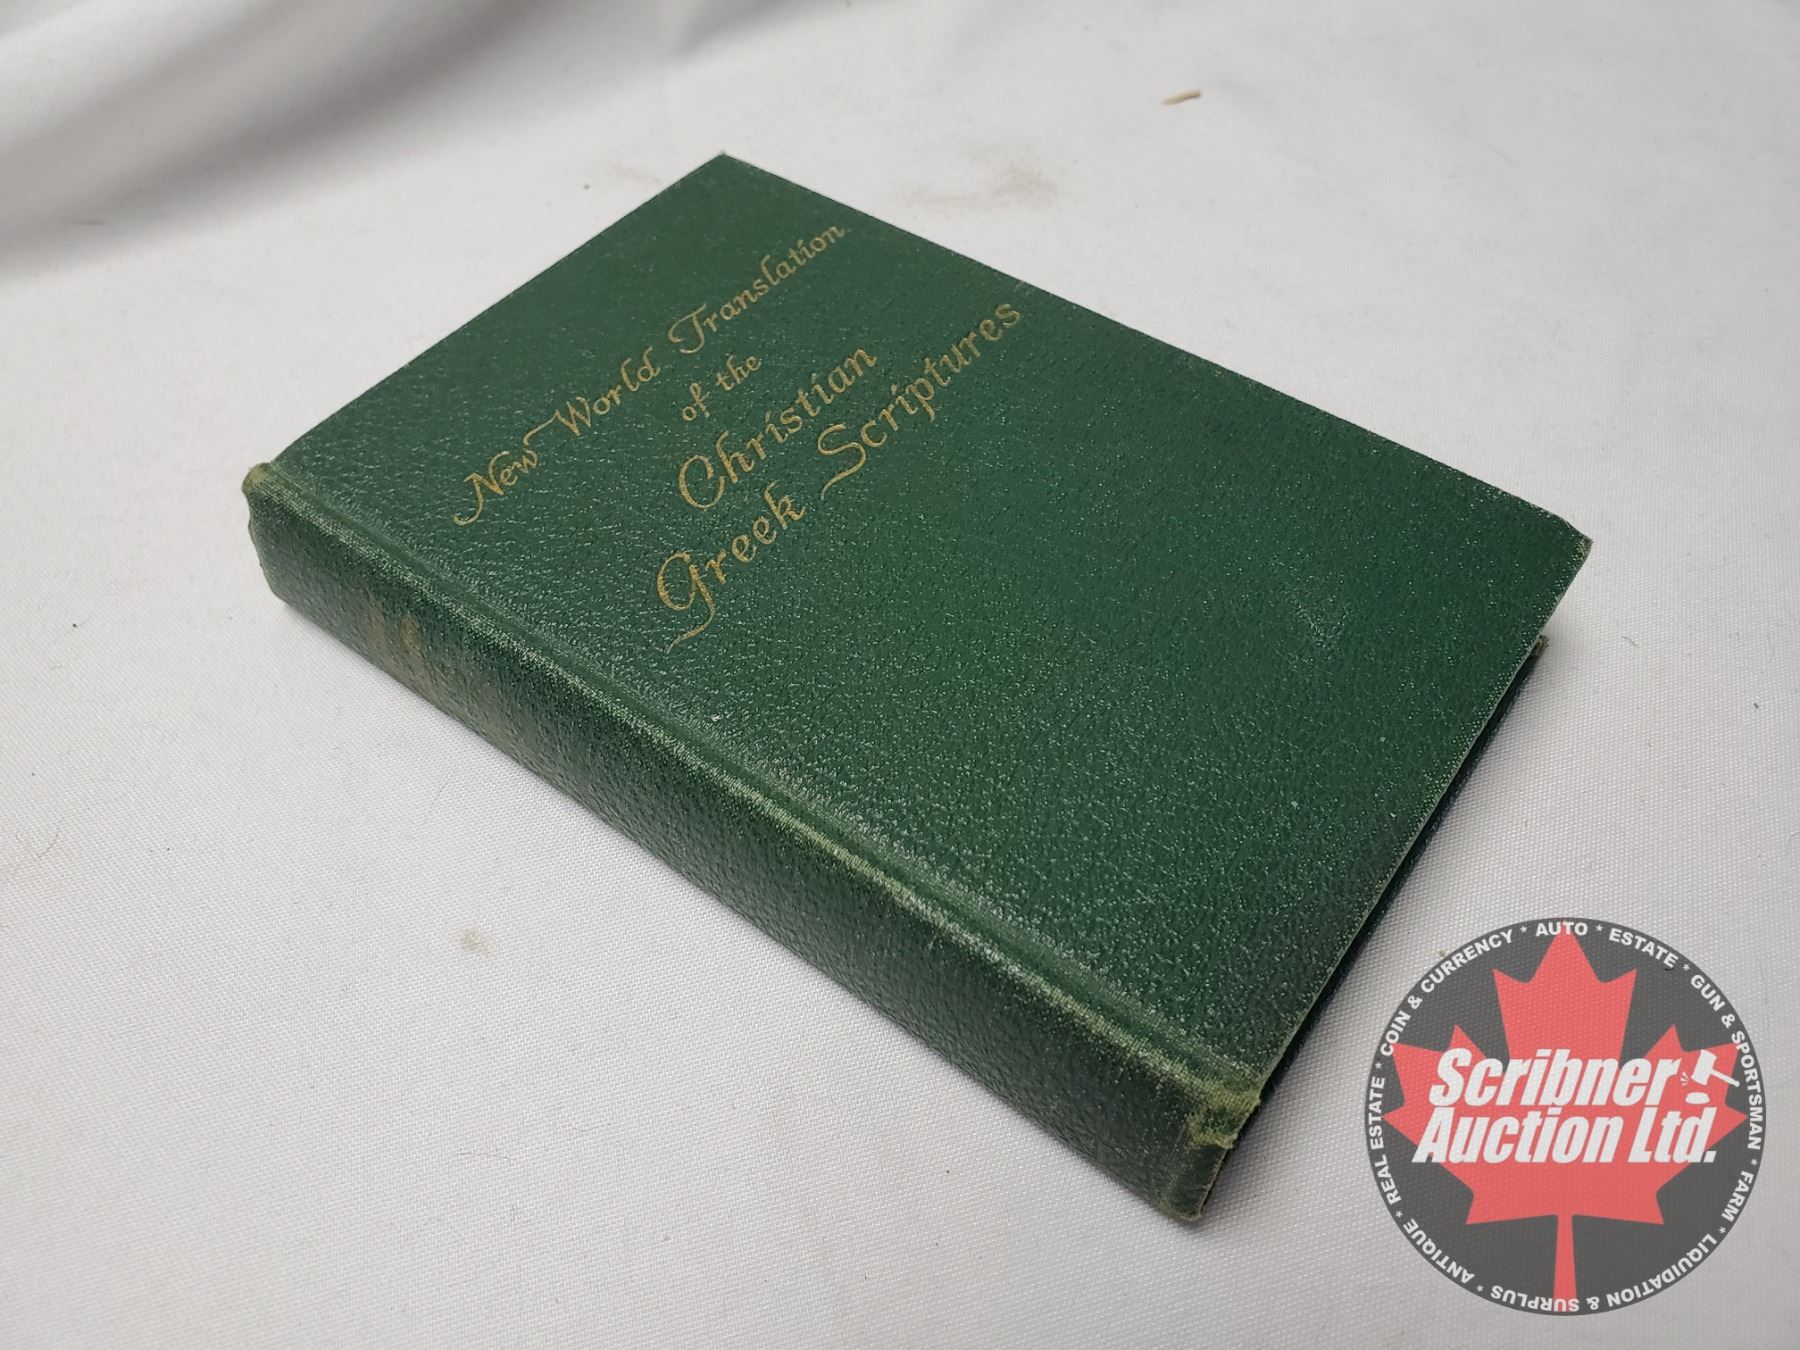 New World Translation
of the
Christian
Greek Scriptures
COIN & CURRENCY * AUTO * ESTATE * GUN & SPORTSMAN * FARM * LIQUIDATION & SURPLUS * ANTIQUE * REAL ESTATE *
Scribner
Auction Ltd.